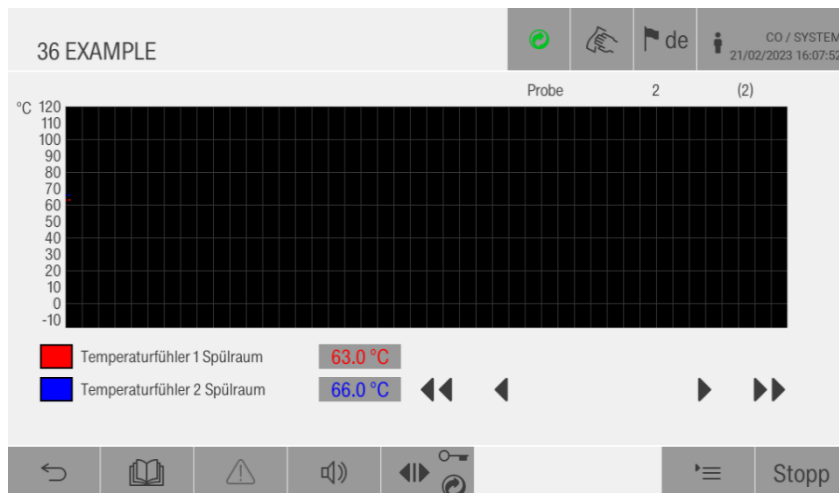 36 EXAMPLE
de
CO / SYSTEM
21/02/2023 16:07:52
Probe 2 (2)
°C 120
110
100
90
80
70
60
50
40
30
20
10
0
-10
Temperaturfühler 1 Spülraum 63.0 °C
Temperaturfühler 2 Spülraum 66.0 °C
Stopp